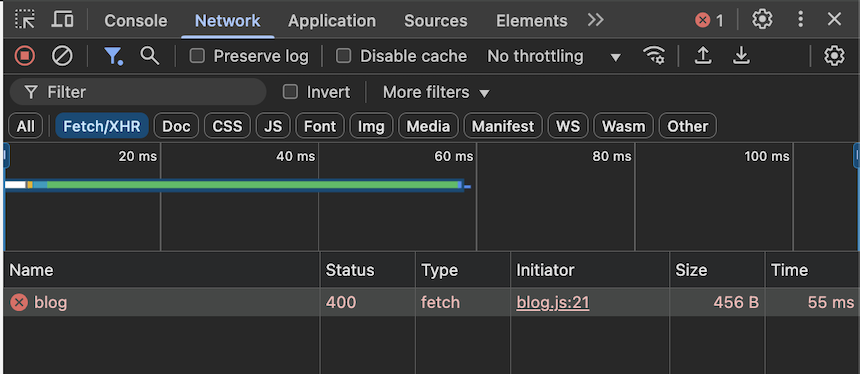 Console Network Application Sources Elements 1
Preserve log Disable cache No throttling
Filter Invert More filters
All Fetch/XHR Doc CSS JS Font Img Media Manifest WS Wasm Other
20 ms 40 ms 60 ms 80 ms 100 ms
Name Status Type Initiator Size Time
blog 400 fetch blog.js:21 456 B 55 ms